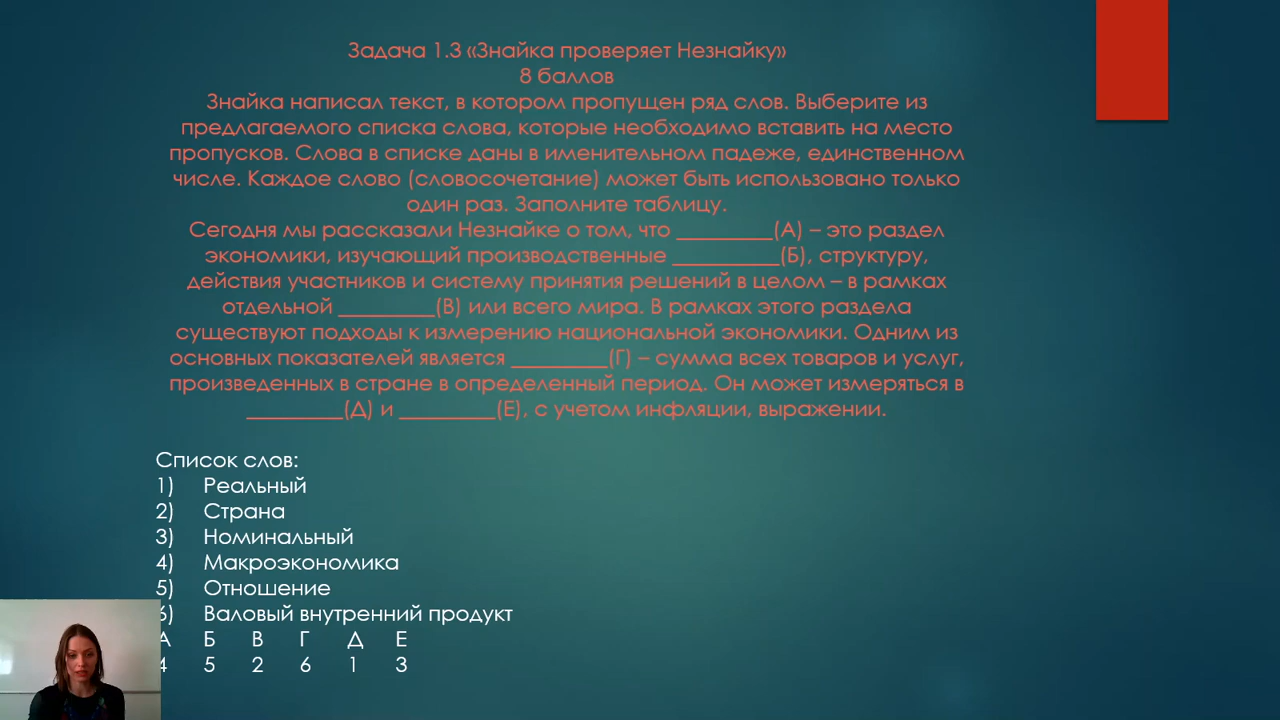 Задача 1.3 «Знайка проверяет Незнайку»
8 баллов
Знайка написал текст, в котором пропущен ряд слов. Выберите из
предлагаемого списка слова, которые необходимо вставить на место
пропусков. Слова в списке даны в именительном падеже, единственном
числе. Каждое слово (словосочетание) может быть использовано только
один раз. Заполните таблицу.
Сегодня мы рассказали Незнайке о том, что _________(А) – это раздел
экономики, изучающий производственные __________(Б), структуру,
действия участников и систему принятия решений в целом – в рамках
отдельной _________(В) или всего мира. В рамках этого раздела
существуют подходы к измерению национальной экономики. Одним из
основных показателей является _________(Г) – сумма всех товаров и услуг,
произведенных в стране в определенный период. Он может измеряться в
_________(Д) и _________(Е), с учетом инфляции, выражении.
Список слов:
1) Реальный
2) Страна
3) Номинальный
4) Макроэкономика
5) Отношение
6) Валовый внутренний продукт
А Б В Г Д Е
4 5 2 6 1 3